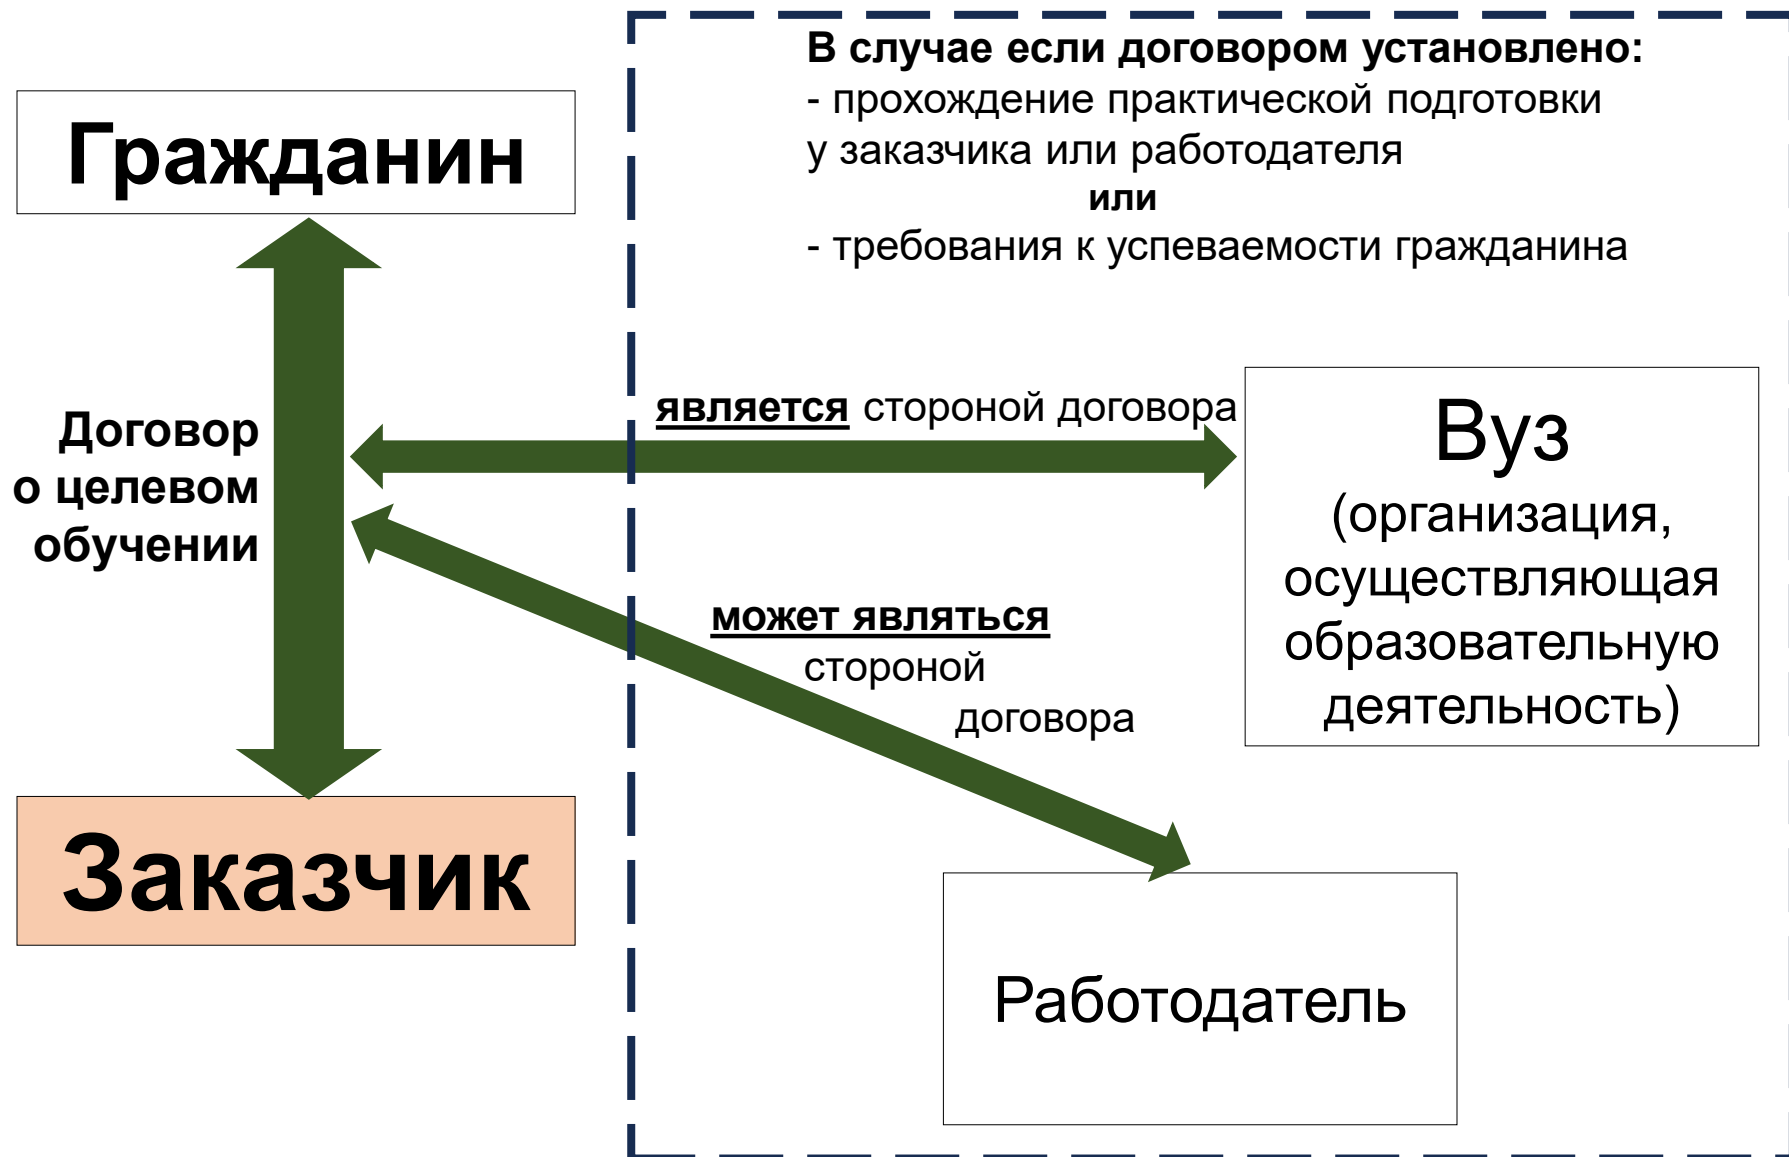 Гражданин
Договор
о целевом
обучении
Заказчик
В случае если договором установлено:
- прохождение практической подготовки
у заказчика или работодателя
или
- требования к успеваемости гражданина
является стороной договора
Вуз
(организация,
осуществляющая
образовательную
деятельность)
может являться
стороной
договора
Работодатель